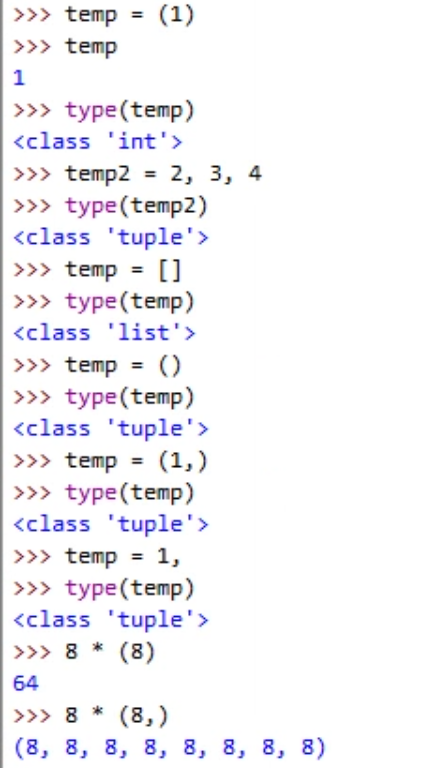 >>> temp = (1)
>>> temp
1
>>> type(temp)
<class 'int'>
>>> temp2 = 2, 3, 4
>>> type(temp2)
<class 'tuple'>
>>> temp = []
>>> type(temp)
<class 'list'>
>>> temp = ()
>>> type(temp)
<class 'tuple'>
>>> temp = (1,)
>>> type(temp)
<class 'tuple'>
>>> temp = 1,
>>> type(temp)
<class 'tuple'>
>>> 8 * (8)
64
>>> 8 * (8,)
(8, 8, 8, 8, 8, 8, 8, 8)